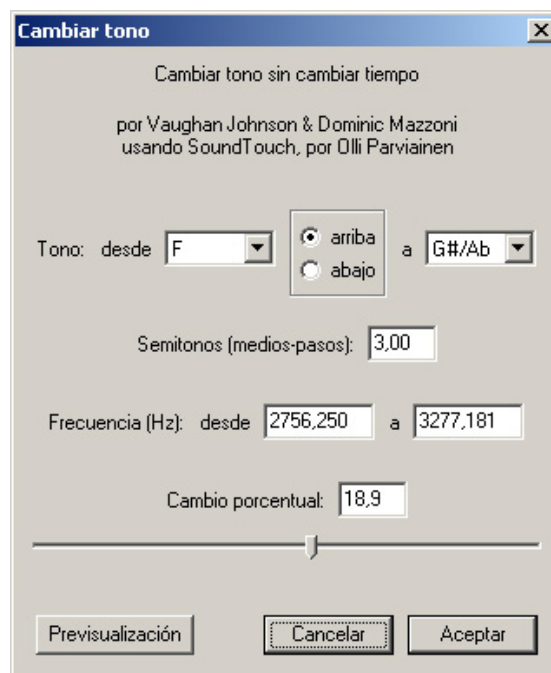 Cambiar tono
Cambiar tono sin cambiar tiempo
por Vaughan Johnson & Dominic Mazzoni
usando SoundTouch, por Olli Parviainen
Tono: desde F arriba a G#/Ab
abajo
Semitonos (medios-pasos): 3,00
Frecuencia (Hz): desde 2756,250 a 3277,181
Cambio porcentual: 18,9
Previsualización Cancelar Aceptar